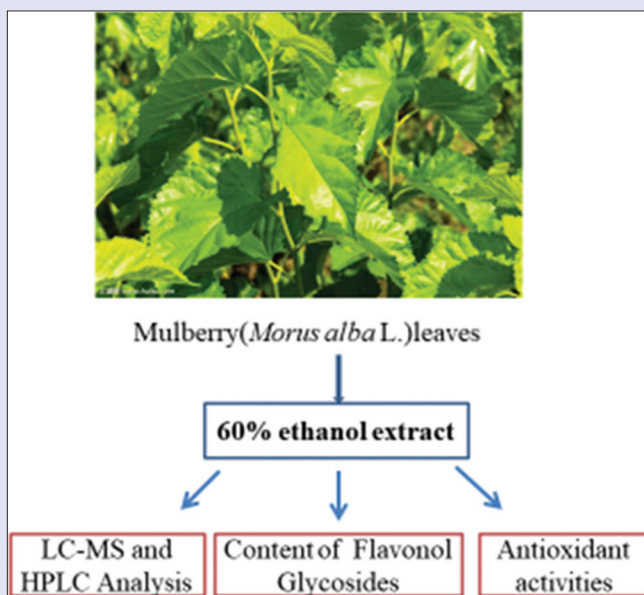 Mulberry(Morus alba L.)leaves
60% ethanol extract
LC-MS and
HPLC Analysis
Content of Flavonol
Glycosides
Antioxidant
activities